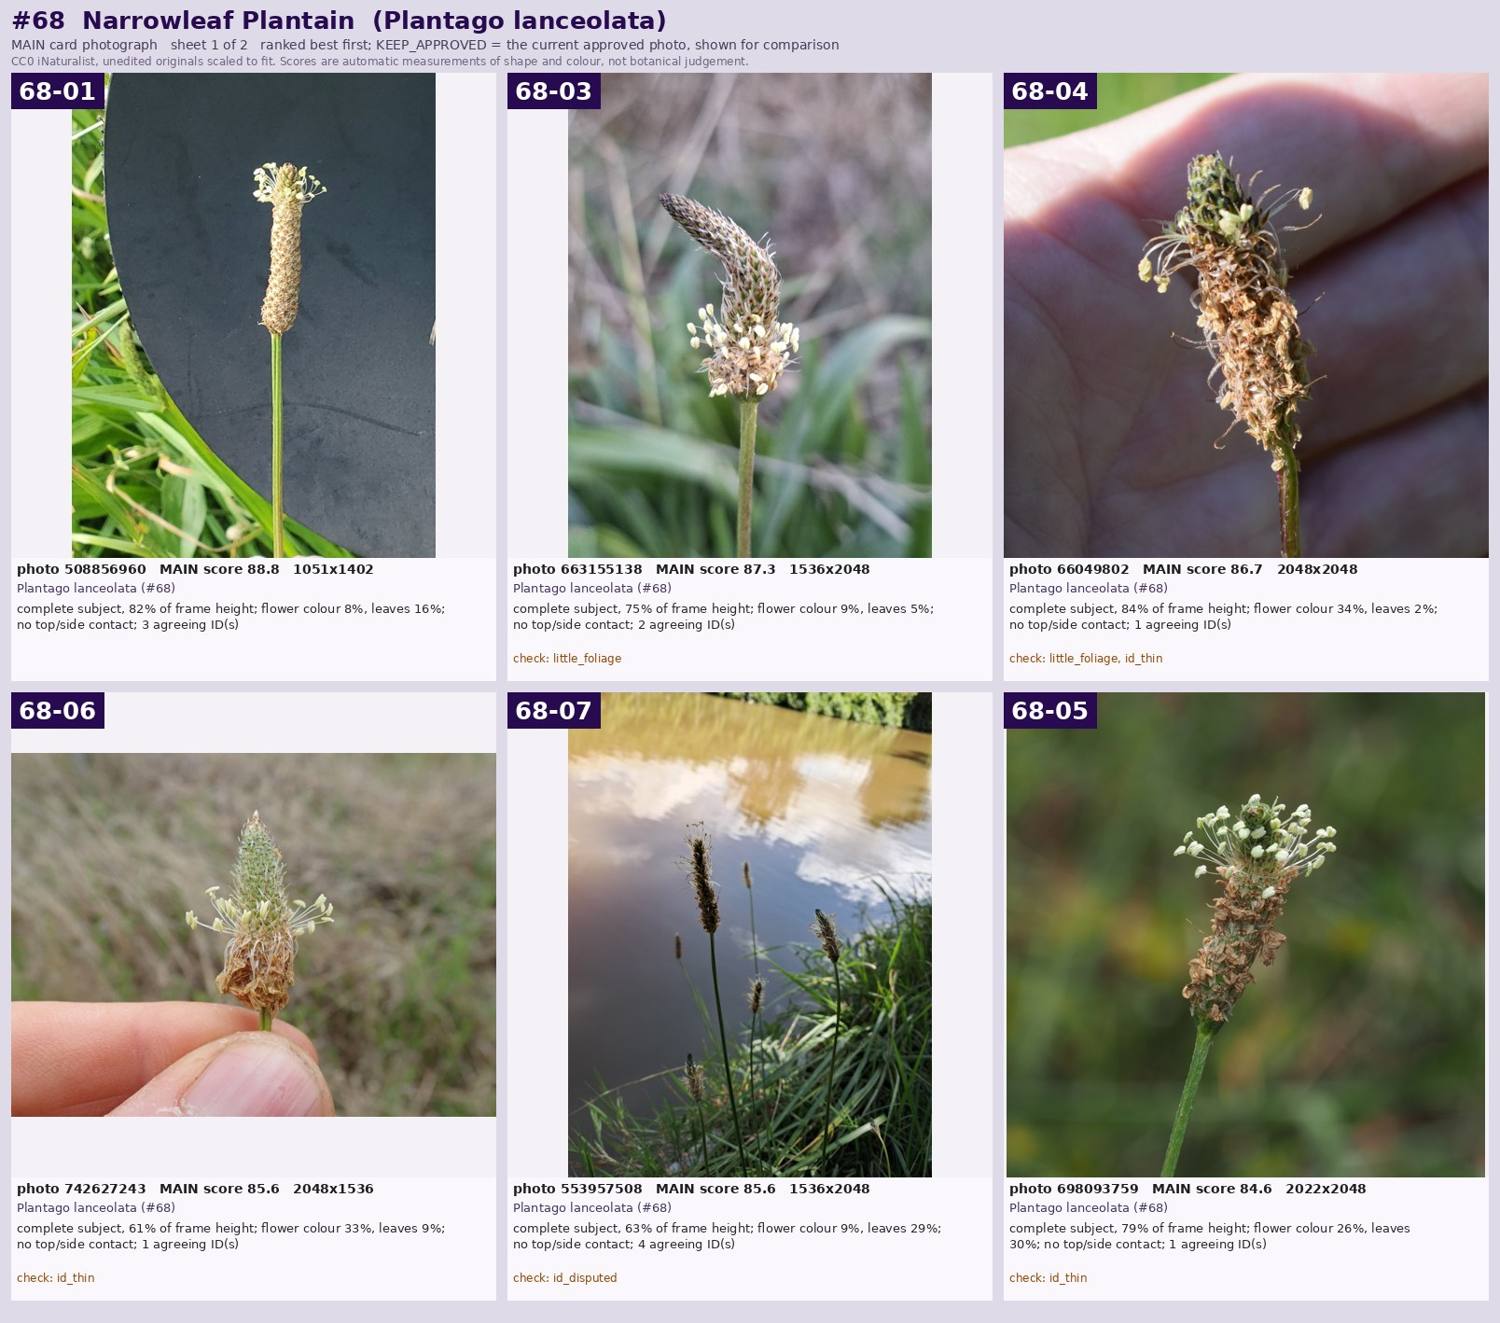 #68 Narrowleaf Plantain (Plantago lanceolata)
MAIN card photograph sheet 1 of 2 ranked best first; KEEP_APPROVED = the current approved photo, shown for comparison
CC0 iNaturalist, unedited originals scaled to fit. Scores are automatic measurements of shape and colour, not botanical judgement.
68-01
photo 508856960 MAIN score 88.8 1051x1402
Plantago lanceolata (#68)
complete subject, 82% of frame height; flower colour 8%, leaves 16%;
no top/side contact; 3 agreeing ID(s)
68-03
photo 663155138 MAIN score 87.3 1536x2048
Plantago lanceolata (#68)
complete subject, 75% of frame height; flower colour 9%, leaves 5%;
no top/side contact; 2 agreeing ID(s)
check: little_foliage
68-04
photo 66049802 MAIN score 86.7 2048x2048
Plantago lanceolata (#68)
complete subject, 84% of frame height; flower colour 34%, leaves 2%;
no top/side contact; 1 agreeing ID(s)
check: little_foliage, id_thin
68-06
photo 742627243 MAIN score 85.6 2048x1536
Plantago lanceolata (#68)
complete subject, 61% of frame height; flower colour 33%, leaves 9%;
no top/side contact; 1 agreeing ID(s)
check: id_thin
68-07
photo 553957508 MAIN score 85.6 1536x2048
Plantago lanceolata (#68)
complete subject, 63% of frame height; flower colour 9%, leaves 29%;
no top/side contact; 4 agreeing ID(s)
check: id_disputed
68-05
photo 698093759 MAIN score 84.6 2022x2048
Plantago lanceolata (#68)
complete subject, 79% of frame height; flower colour 26%, leaves
30%; no top/side contact; 1 agreeing ID(s)
check: id_thin